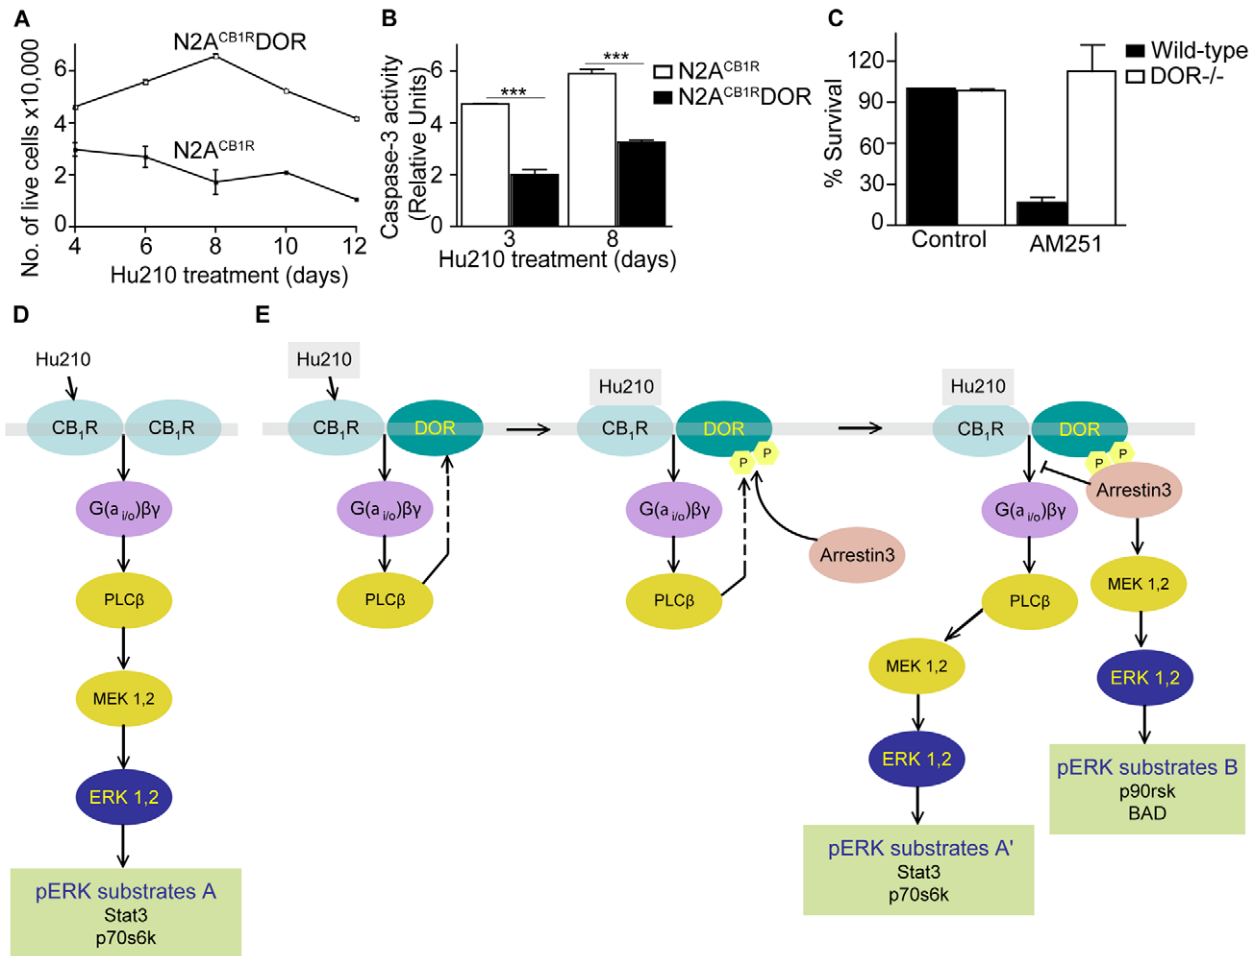 A
No. of live cells x10,000
N2A^CB1R DOR
N2A^CB1R
6
4
2
0
4 6 8 10 12
Hu210 treatment (days)
B
Caspase-3 activity
(Relative Units)
*** ***
N2A^CB1R
N2A^CB1R DOR
6
4
2
0
3 8
Hu210 treatment (days)
C
% Survival
Wild-type
DOR-/-
120
90
60
30
0
Control AM251
D
Hu210
CB₁R CB₁R
G(a i/o)βγ
PLCβ
MEK 1,2
ERK 1,2
pERK substrates A
Stat3
p70s6k
E
Hu210
CB₁R DOR
G(a i/o)βγ
PLCβ
Hu210
CB₁R DOR
P P
G(a i/o)βγ
Arrestin3
PLCβ
Hu210
CB₁R DOR
P P
Arrestin3
G(a i/o)βγ
PLCβ
MEK 1,2
ERK 1,2
pERK substrates A'
Stat3
p70s6k
MEK 1,2
ERK 1,2
pERK substrates B
p90rsk
BAD